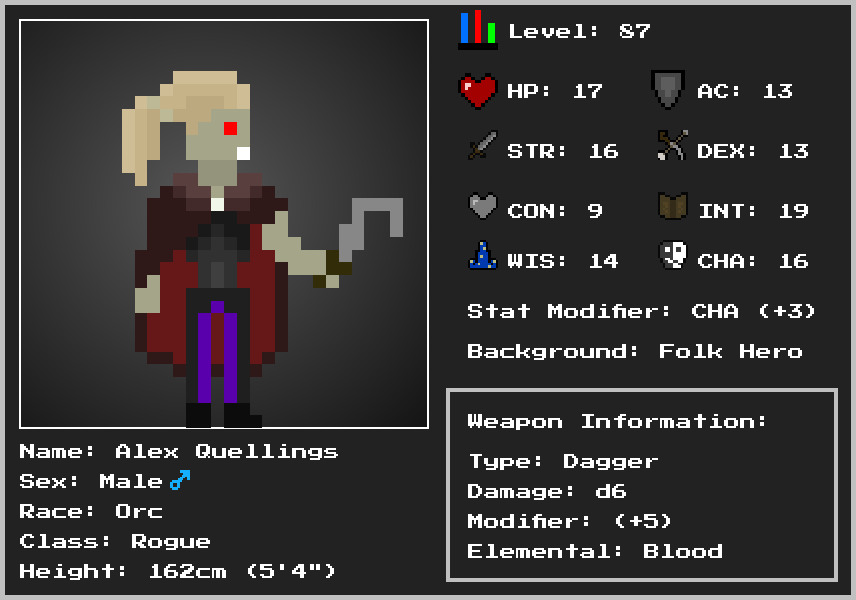 Level: 87
HP: 17
AC: 13
STR: 16
DEX: 13
CON: 9
INT: 19
WIS: 14
CHA: 16
Stat Modifier: CHA (+3)
Background: Folk Hero
Weapon Information:
Type: Dagger
Damage: d6
Modifier: (+5)
Elemental: Blood
Name: Alex Quellings
Sex: Male ♂
Race: Orc
Class: Rogue
Height: 162cm (5'4")